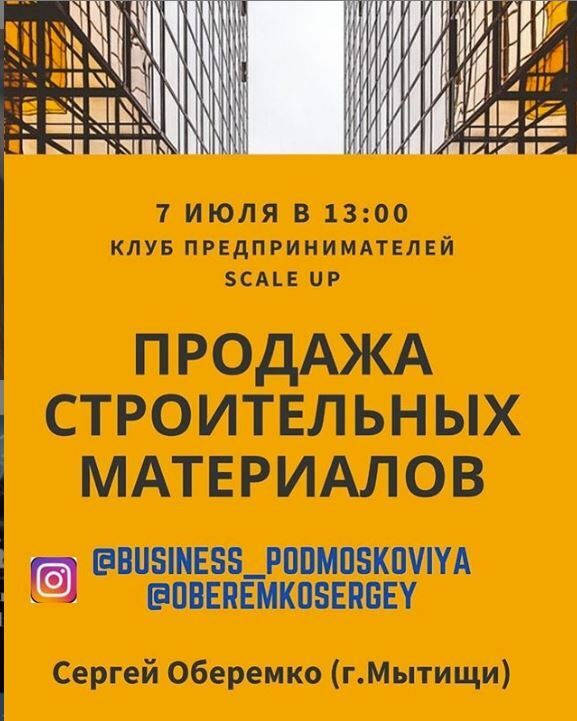 7 ИЮЛЯ В 13:00
КЛУБ ПРЕДПРИНИМАТЕЛЕЙ
SCALE UP
ПРОДАЖА
СТРОИТЕЛЬНЫХ
МАТЕРИАЛОВ
@BUSINESS_PODMOSKOVIYA
@OBEREMKOSERGEY
Сергей Оберемко (г.Мытищи)